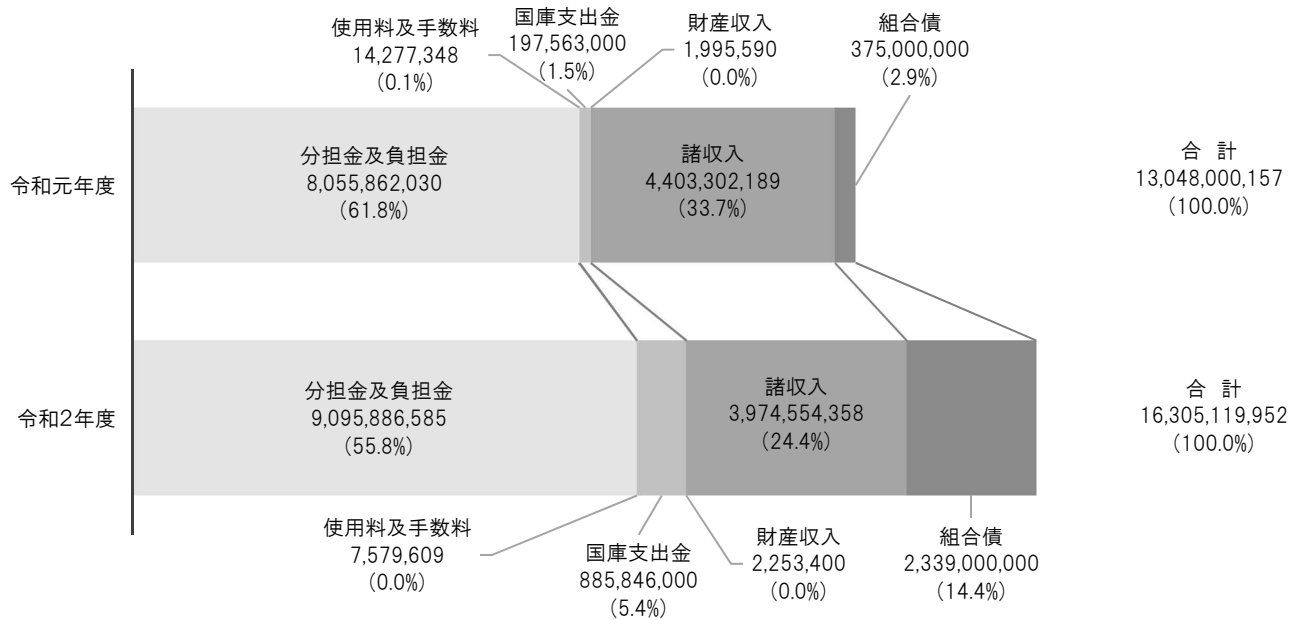 使用料及手数料
14,277,348
(0.1%)
国庫支出金
197,563,000
(1.5%)
財産収入
1,995,590
(0.0%)
組合債
375,000,000
(2.9%)
令和元年度
分担金及負担金
8,055,862,030
(61.8%)
諸収入
4,403,302,189
(33.7%)
合 計
13,048,000,157
(100.0%)
令和2年度
分担金及負担金
9,095,886,585
(55.8%)
諸収入
3,974,554,358
(24.4%)
合 計
16,305,119,952
(100.0%)
使用料及手数料
7,579,609
(0.0%)
国庫支出金
885,846,000
(5.4%)
財産収入
2,253,400
(0.0%)
組合債
2,339,000,000
(14.4%)